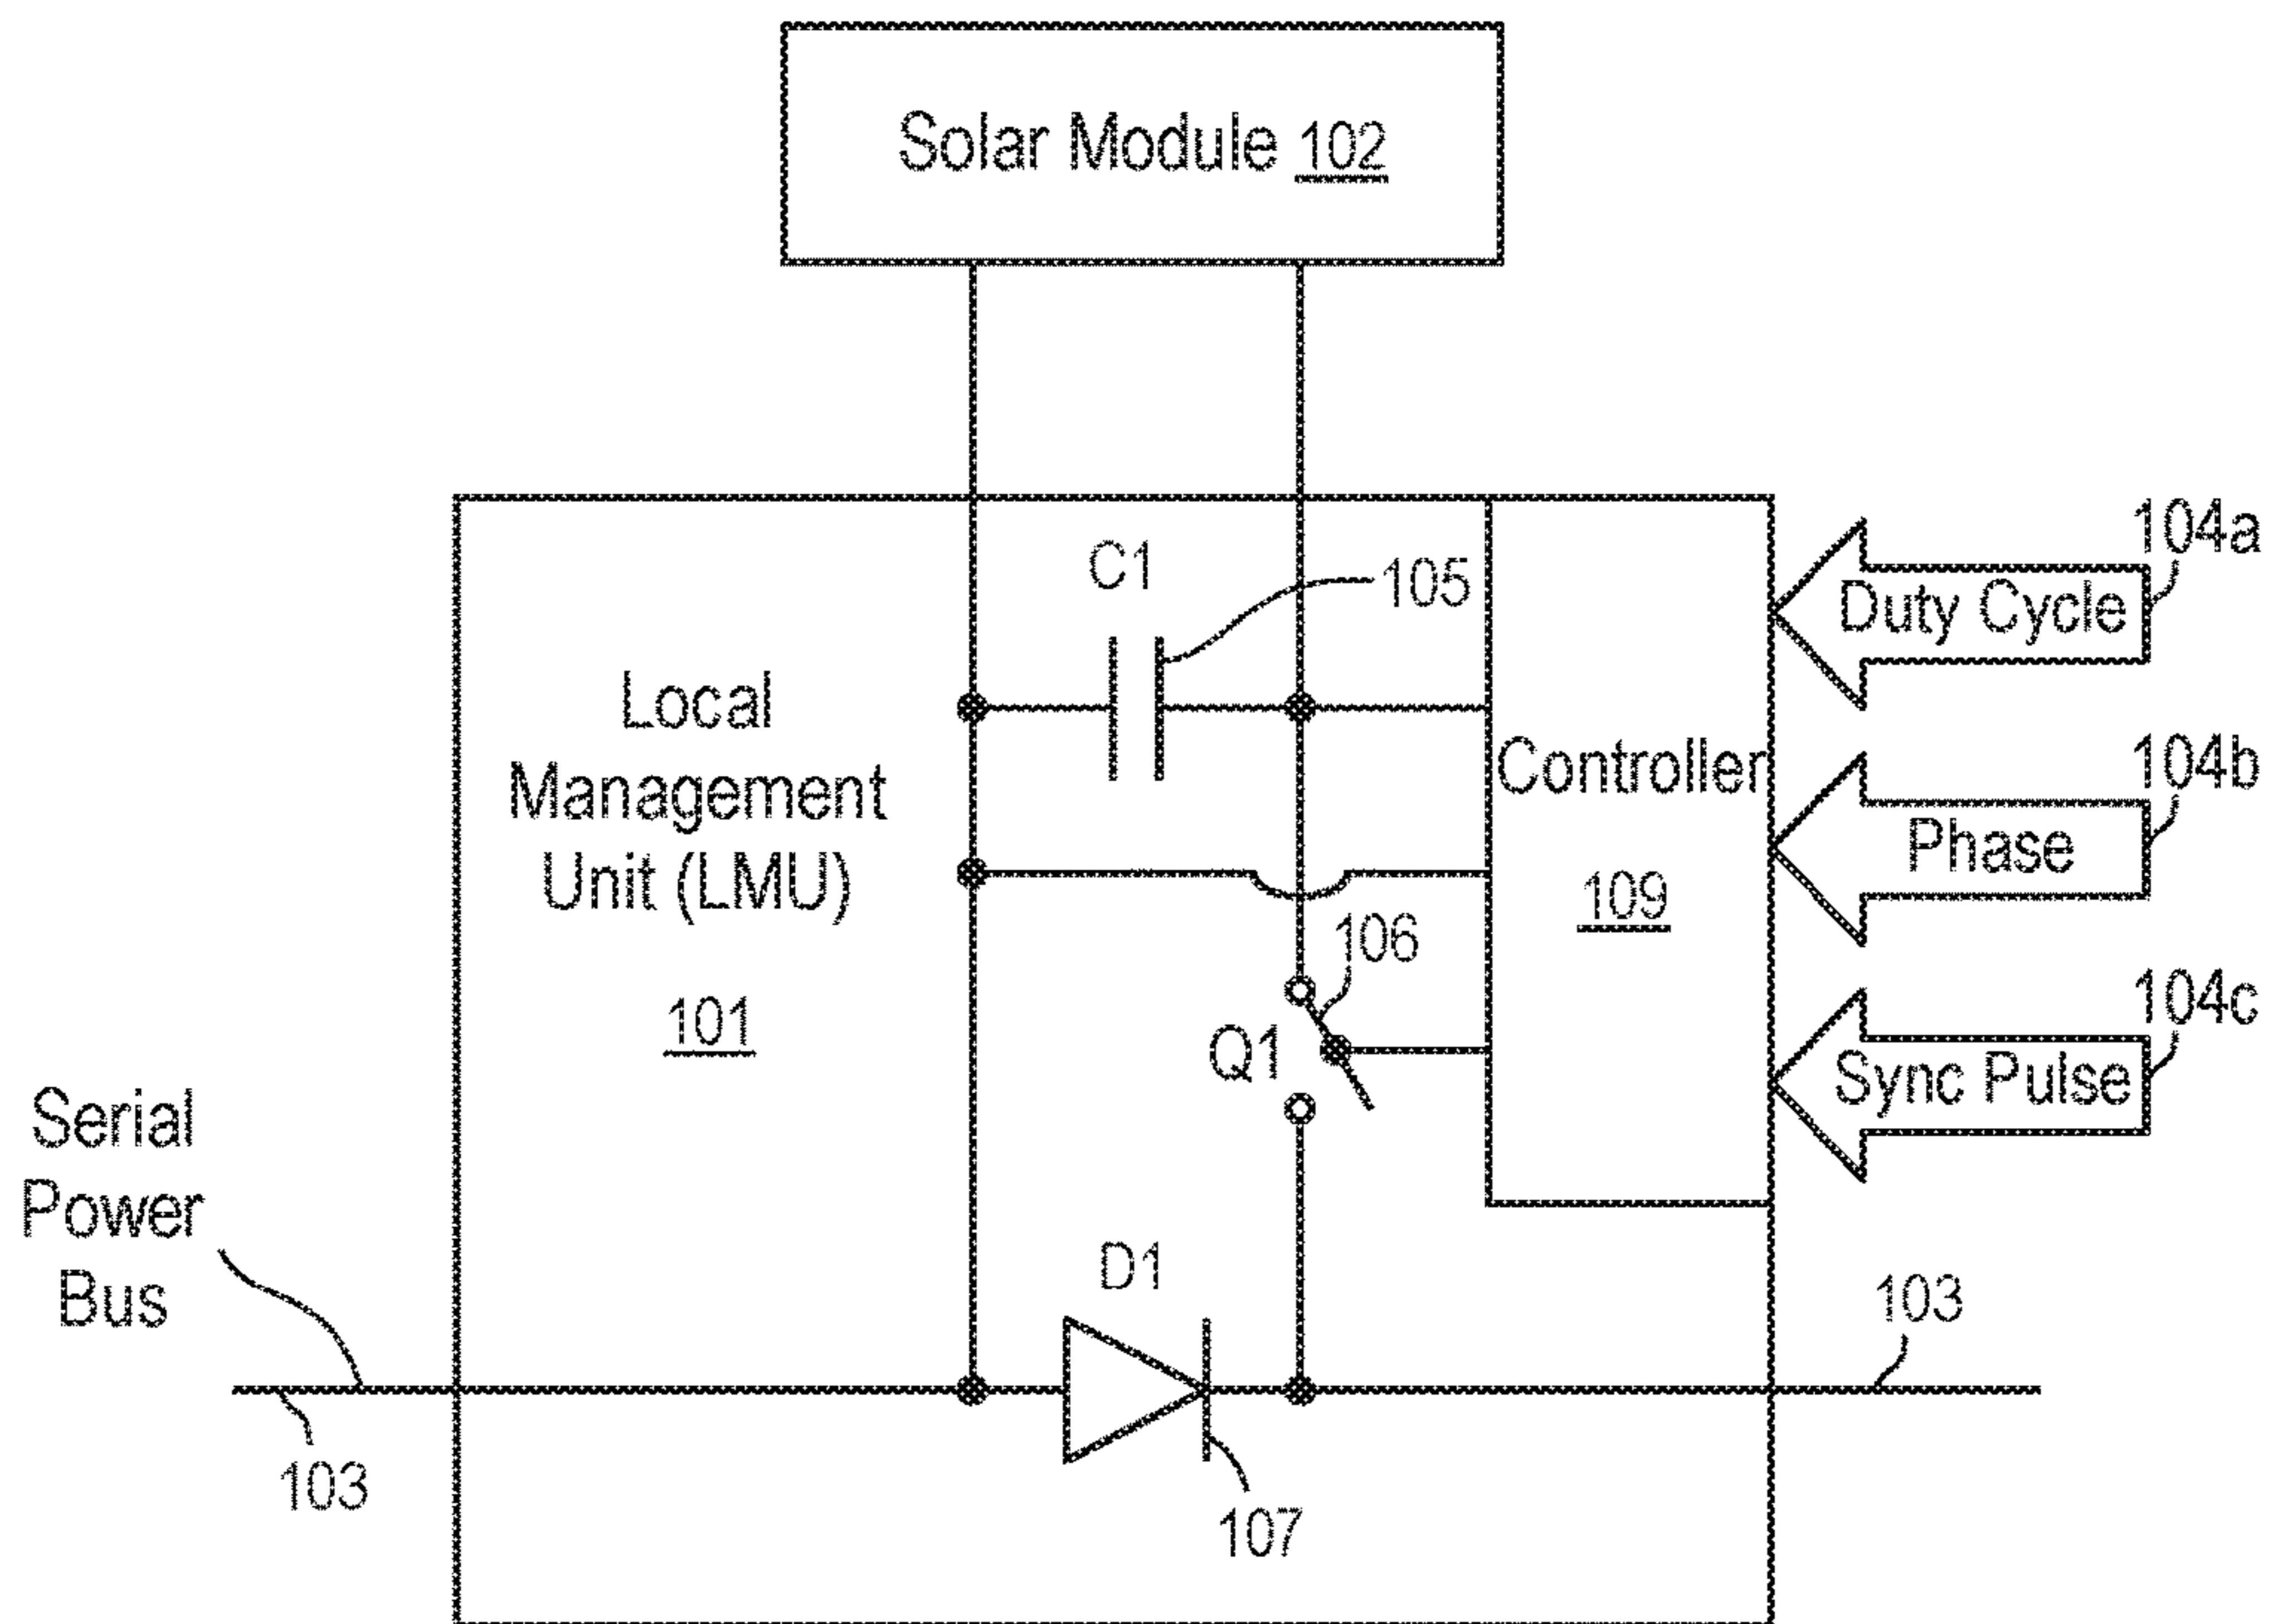 Solar Module 102
C1
105
104a
Duty Cycle
Local
Management
Unit (LMU)
101
Controller
109
104b
Phase
106
Q1
104c
Sync Pulse
Serial
Power
Bus
D1
103
103
107